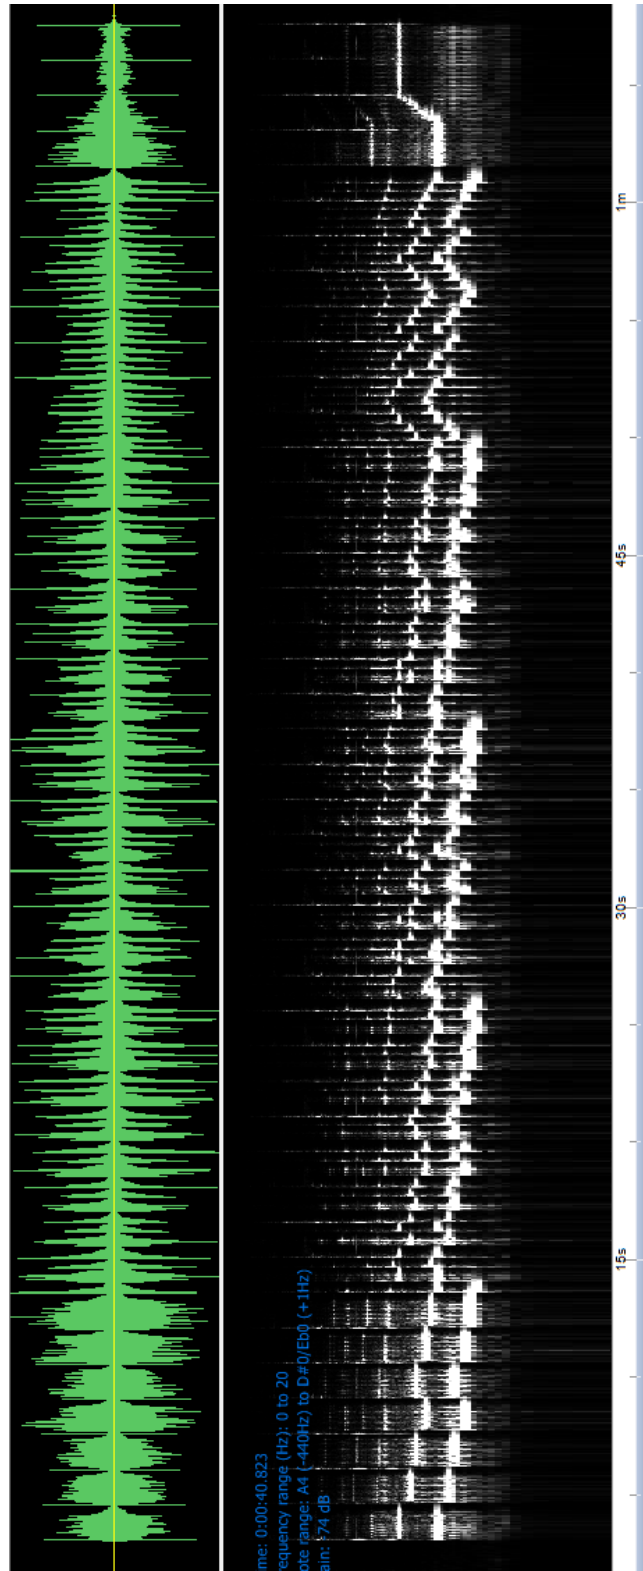 me: 0:00:40.823
equency range (Hz): 0 to 20
ote range: A4 (-440Hz) to D#0/Eb0 (+1Hz)
ain: -74 dB
15s
30s
45s
1m